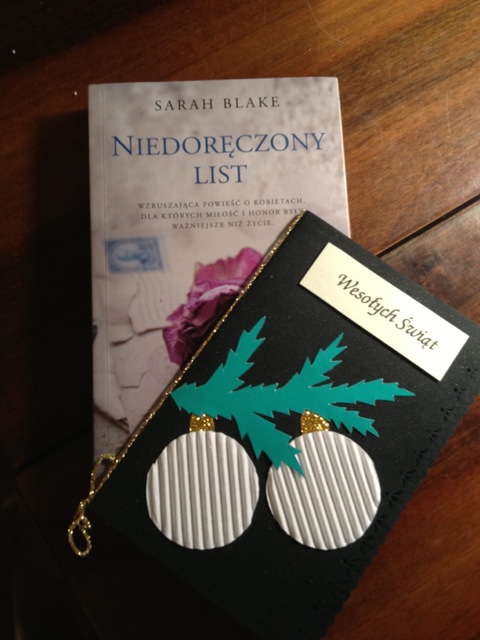 SARAH BLAKE
NIEDORĘCZONY
LIST
WZRUSZAJĄCA POWIEŚĆ O KOBIETACH,
DLA KTÓRYCH MIŁOŚĆ I HONOR BYŁY
WAŻNIEJSZE NIŻ ŻYCIE.
Wesołych Świąt